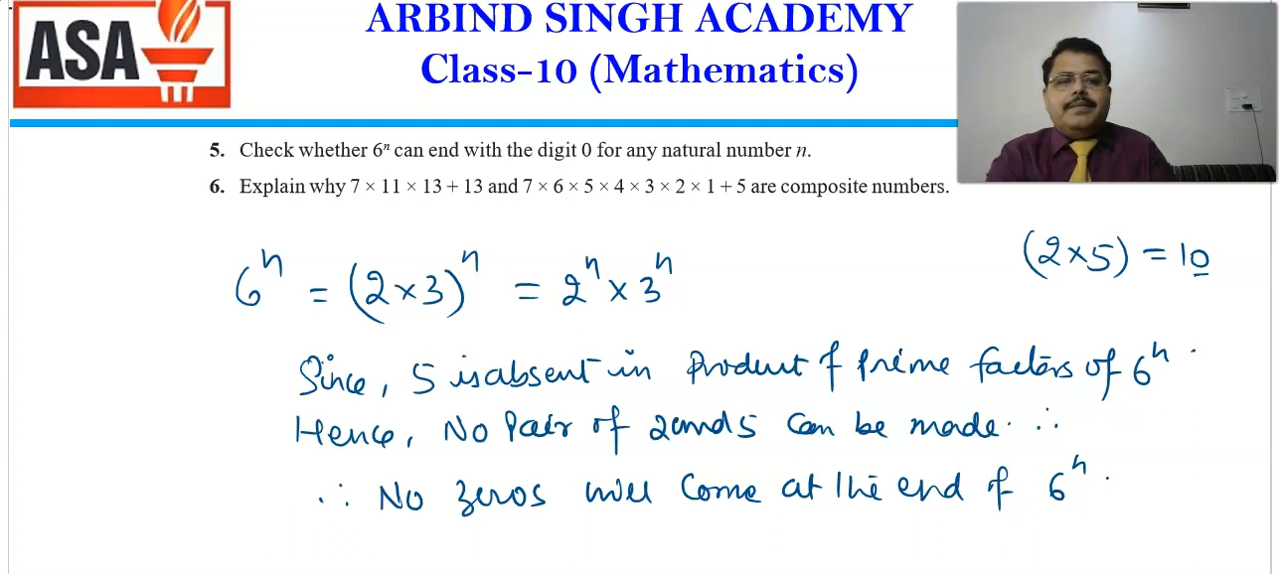 ASA
ARBIND SINGH ACADEMY
Class-10 (Mathematics)
5. Check whether 6ⁿ can end with the digit 0 for any natural number n.
6. Explain why 7 × 11 × 13 + 13 and 7 × 6 × 5 × 4 × 3 × 2 × 1 + 5 are composite numbers.
(2×5) = 10
6ⁿ = (2×3)ⁿ = 2ⁿ × 3ⁿ
Since, 5 is absent in Product of Prime factors of 6ⁿ.
Hence, No Pair of 2 and 5 can be made. ∴
∴ No zeros will come at the end of 6ⁿ.